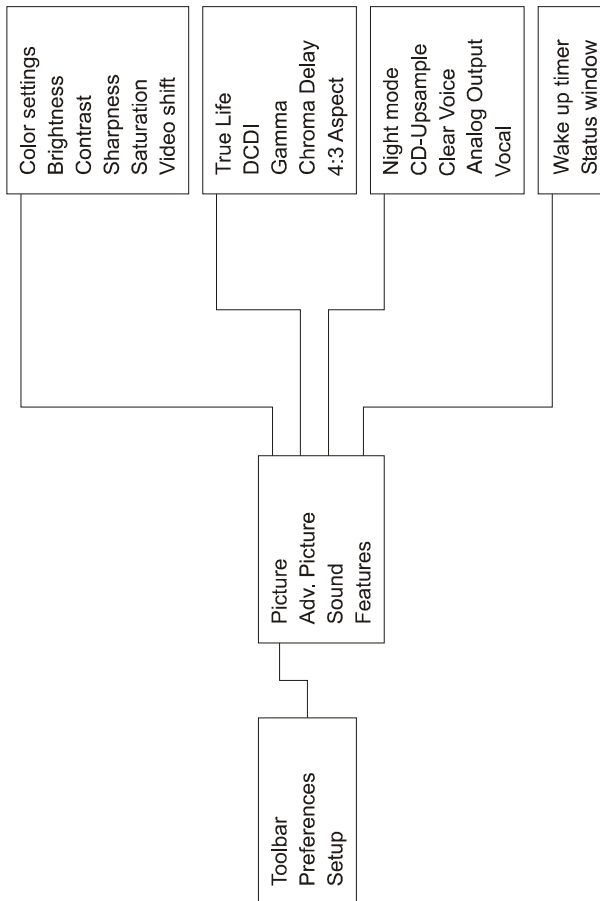 Toolbar
Preferences
Setup
Picture
Adv. Picture
Sound
Features
Color settings
Brightness
Contrast
Sharpness
Saturation
Video shift
True Life
DCDI
Gamma
Chroma Delay
4:3 Aspect
Night mode
CD-Upsample
Clear Voice
Analog Output
Vocal
Wake up timer
Status window